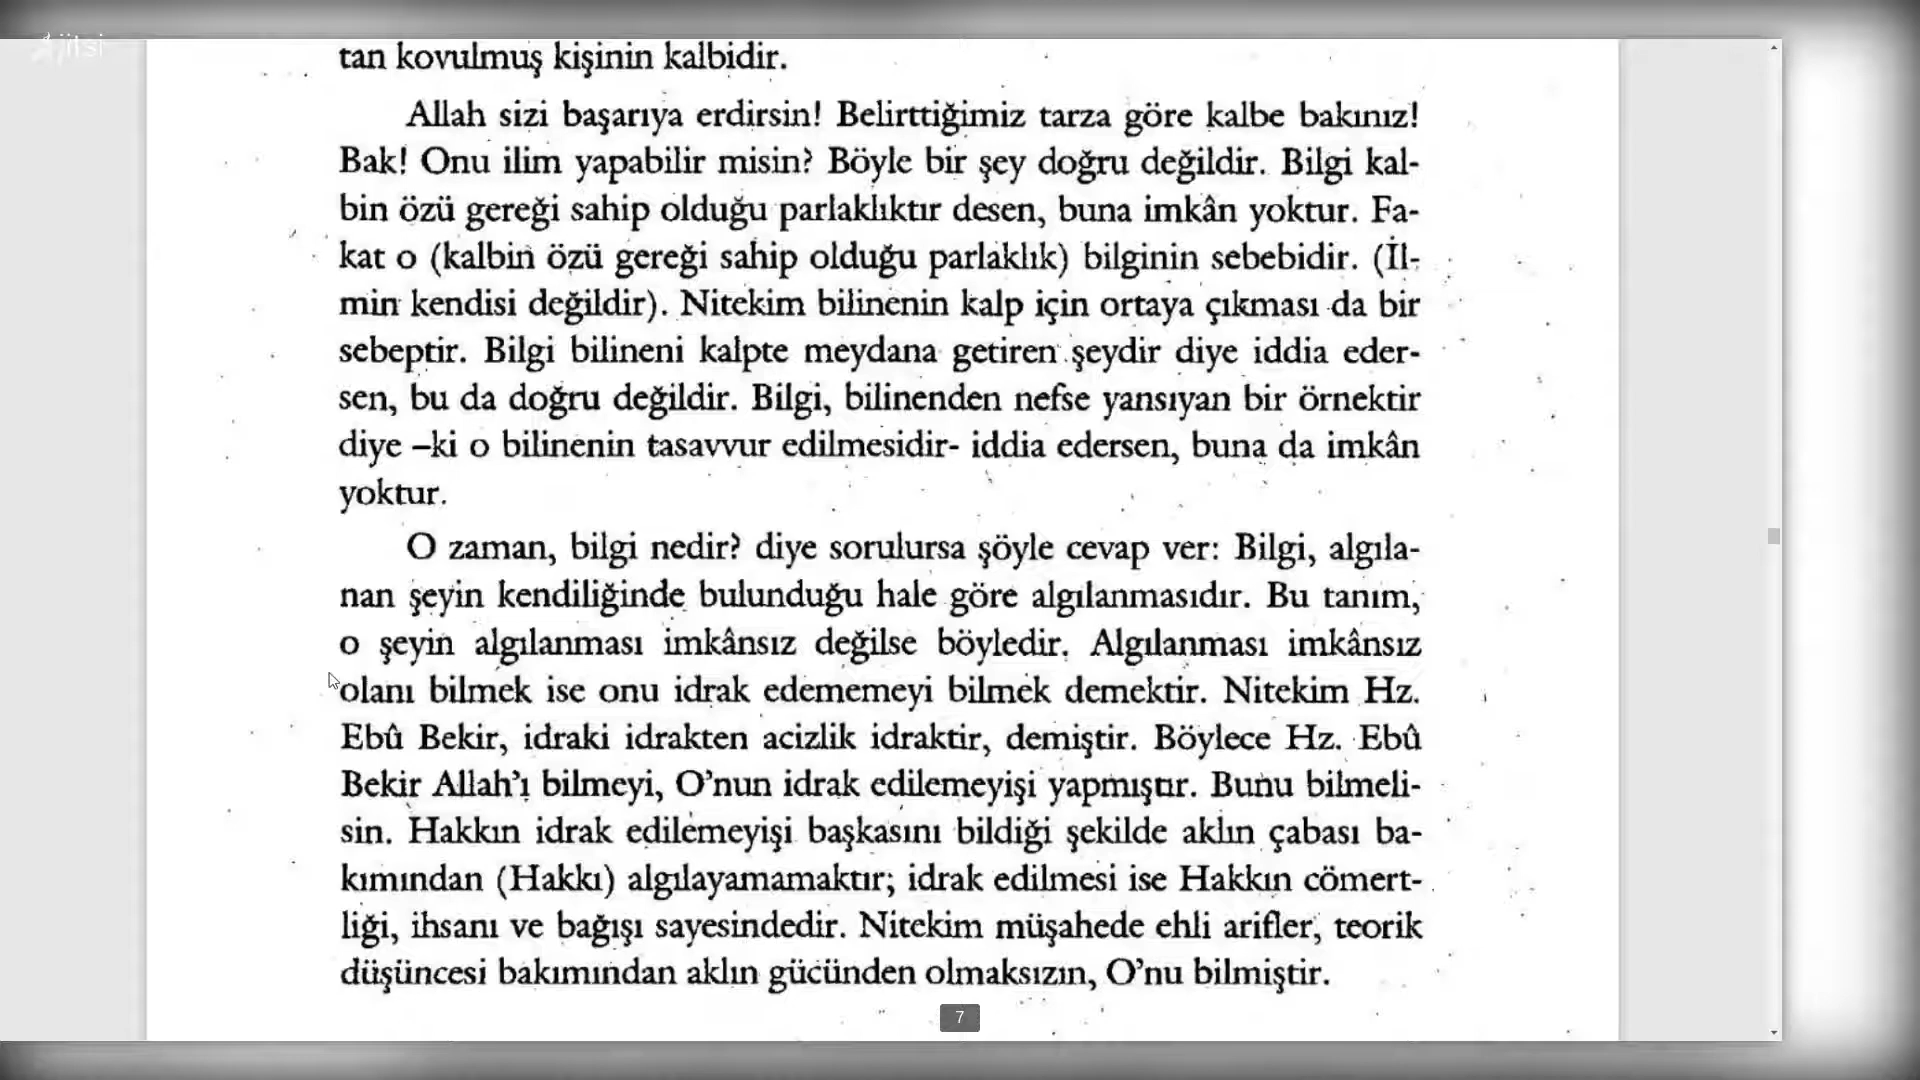 jitsi
tan kovulmuş kişinin kalbidir.
Allah sizi başarıya erdirsin! Belirttiğimiz tarza göre kalbe bakınız!
Bak! Onu ilim yapabilir misin? Böyle bir şey doğru değildir. Bilgi kal-
bin özü gereği sahip olduğu parlaklıktır desen, buna imkân yoktur. Fa-
kat o (kalbin özü gereği sahip olduğu parlaklık) bilginin sebebidir. (İl-
min kendisi değildir). Nitekim bilinenin kalp için ortaya çıkması da bir
sebeptir. Bilgi bilineni kalpte meydana getiren şeydir diye iddia eder-
sen, bu da doğru değildir. Bilgi, bilinenden nefse yansıyan bir örnektir
diye –ki o bilinenin tasavvur edilmesidir- iddia edersen, buna da imkân
yoktur.
O zaman, bilgi nedir? diye sorulursa şöyle cevap ver: Bilgi, algıla-
nan şeyin kendiliğinde bulunduğu hale göre algılanmasıdır. Bu tanım,
o şeyin algılanması imkânsız değilse böyledir. Algılanması imkânsız
olanı bilmek ise onu idrak edememeyi bilmek demektir. Nitekim Hz.
Ebû Bekir, idraki idrakten acizlik idraktir, demiştir. Böylece Hz. Ebû
Bekir Allah’ı bilmeyi, O’nun idrak edilemeyişi yapmıştır. Bunu bilmeli-
sin. Hakkın idrak edilemeyişi başkasını bildiği şekilde aklın çabası ba-
kımından (Hakkı) algılayamamaktır; idrak edilmesi ise Hakkın cömert-
liği, ihsanı ve bağışı sayesindedir. Nitekim müşahede ehli arifler, teorik
düşüncesi bakımından aklın gücünden olmaksızın, O’nu bilmiştir.
7